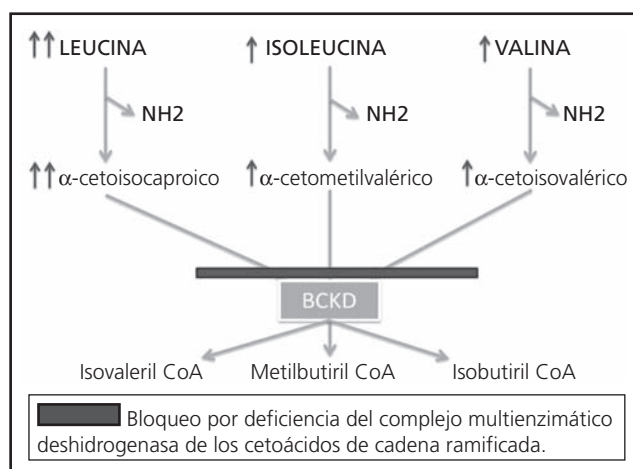 ↑↑ LEUCINA ↑ ISOLEUCINA ↑ VALINA
NH2 NH2 NH2
↑↑ α-cetoisocaproico ↑ α-cetometilvalérico ↑ α-cetoisovalérico
BCKD
Isovaleril CoA Metilbutiril CoA Isobutiril CoA
Bloqueo por deficiencia del complejo multienzimático
deshidrogenasa de los cetoácidos de cadena ramificada.